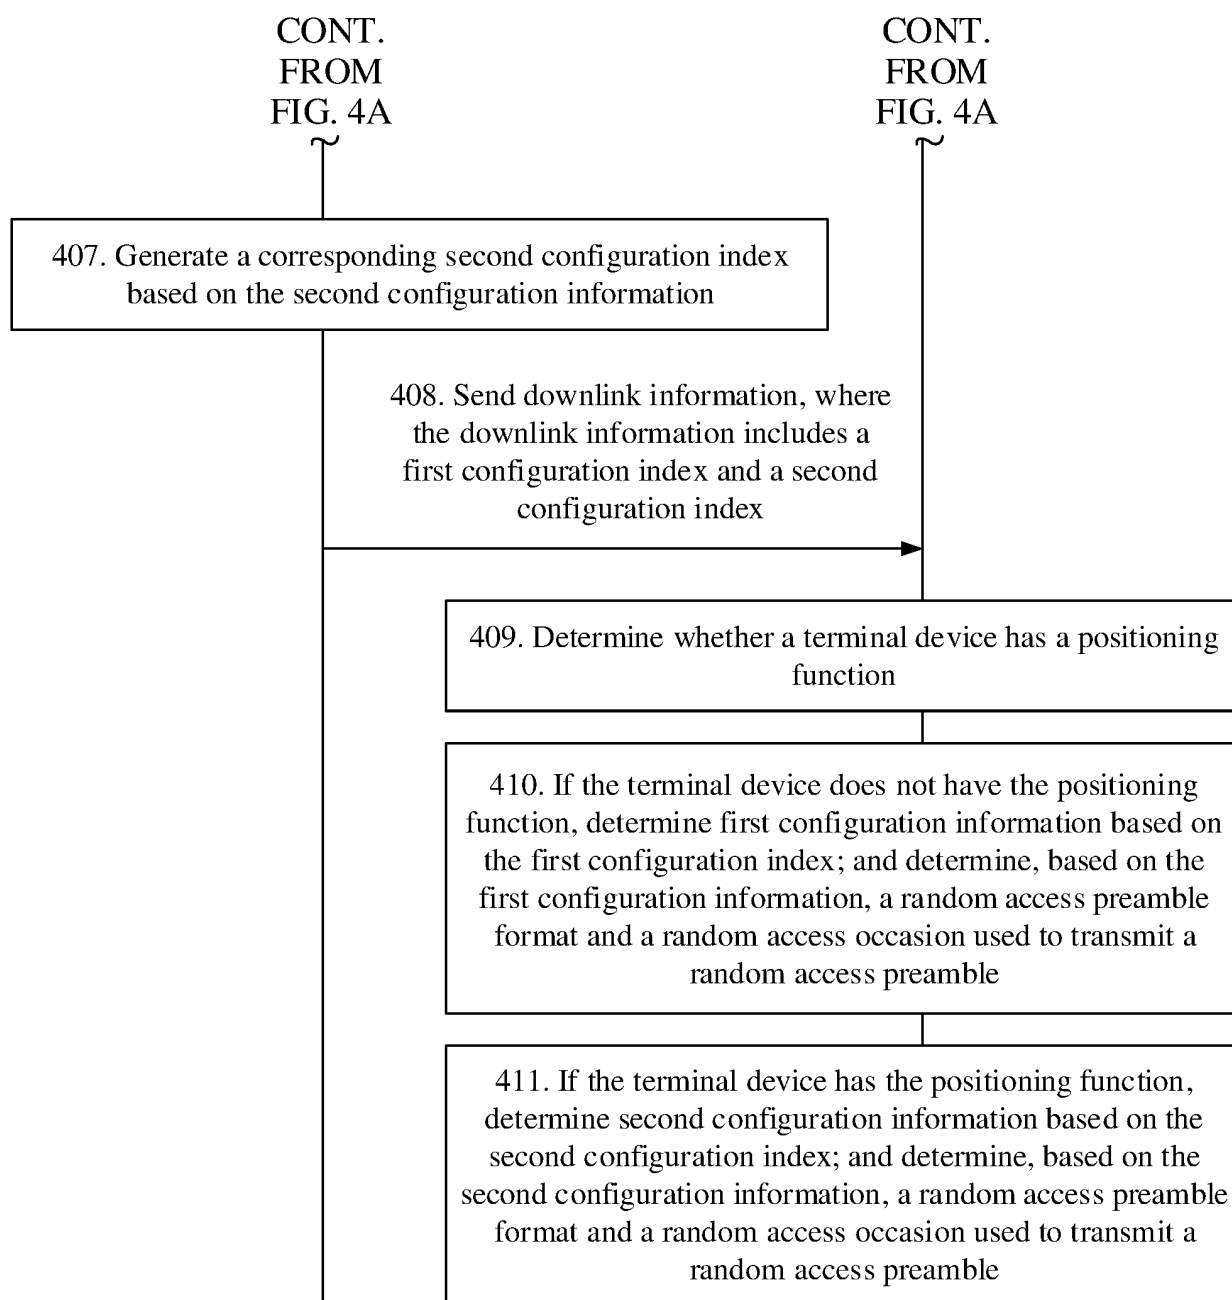 CONT.
FROM
FIG. 4A
CONT.
FROM
FIG. 4A
407. Generate a corresponding second configuration index
based on the second configuration information
408. Send downlink information, where
the downlink information includes a
first configuration index and a second
configuration index
409. Determine whether a terminal device has a positioning
function
410. If the terminal device does not have the positioning
function, determine first configuration information based on
the first configuration index; and determine, based on the
first configuration information, a random access preamble
format and a random access occasion used to transmit a
random access preamble
411. If the terminal device has the positioning function,
determine second configuration information based on the
second configuration index; and determine, based on the
second configuration information, a random access preamble
format and a random access occasion used to transmit a
random access preamble